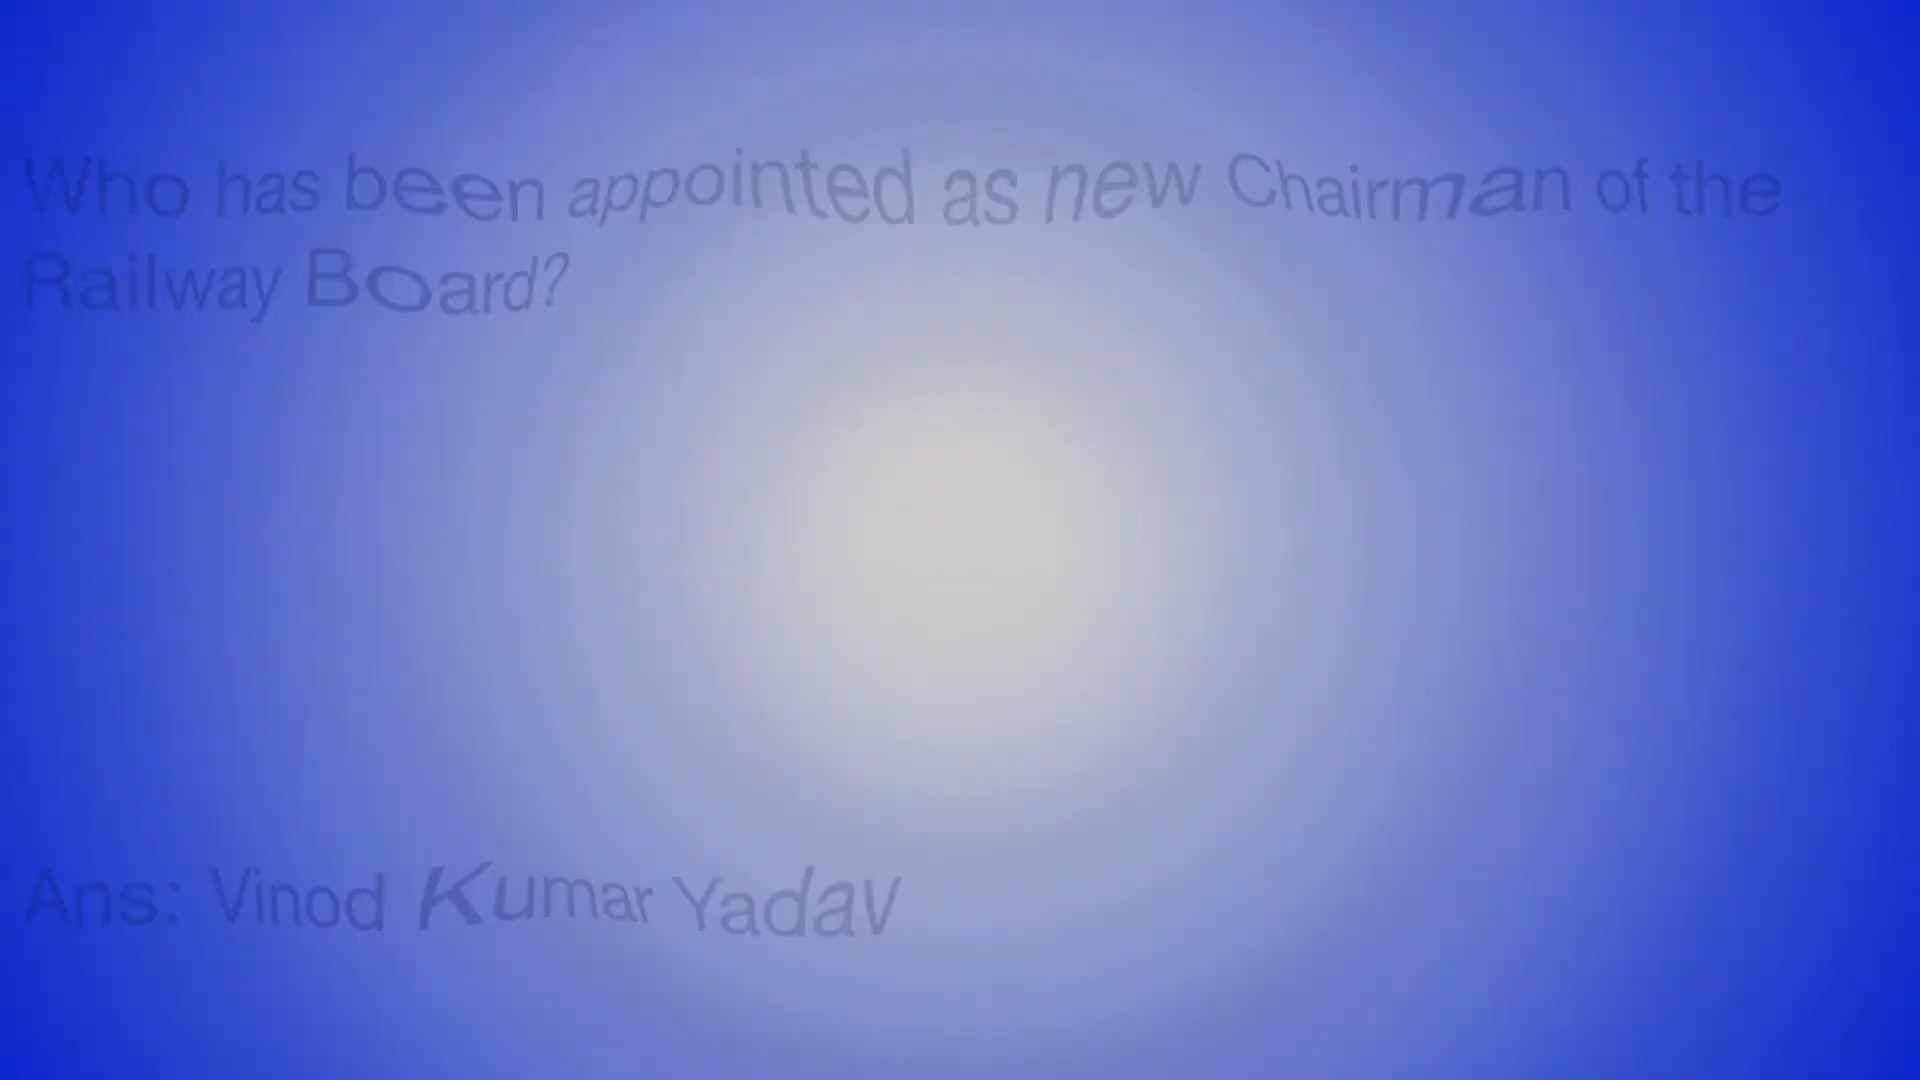 Who has been appointed as new Chairman of the
Railway Board?
Ans: Vinod Kumar Yadav